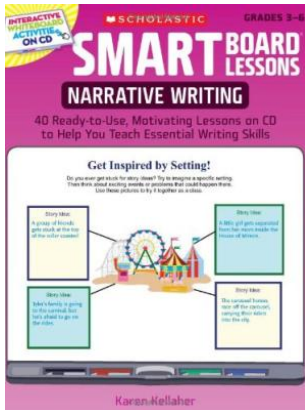 INTERACTIVE
WHITEBOARD
ACTIVITIES
ON CD
SCHOLASTIC
GRADES 3–6
SMART BOARD
LESSONS
NARRATIVE WRITING
40 Ready-to-Use, Motivating Lessons on CD
to Help You Teach Essential Writing Skills
Get Inspired by Setting!
Do you ever get stuck for story ideas? Try to imagine a specific setting.
Then think about exciting events or problems that could happen there.
Use these pictures to try it together as a class.
Story Idea:
A group of friends
gets stuck at the top
of the roller coaster!
Story Idea:
A little girl gets separated
from her mom inside the
House of Mirrors.
Story Idea:
Jake's family is going
to the carnival, but
he's afraid to go on
the rides.
Story Idea:
The carousel horses
race off the carousel,
carrying their riders
into the city.
Karen Kellaher